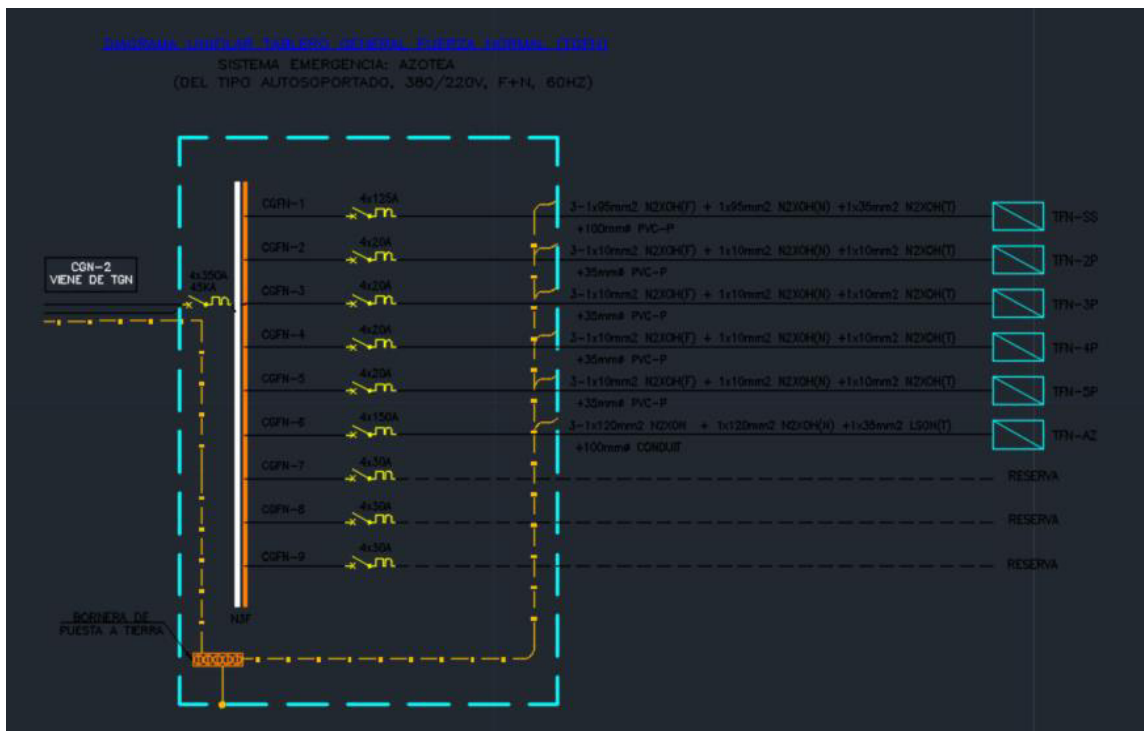 DIAGRAMA UNIFILAR TABLERO GENERAL FUERZA NORMAL (TGFN)
SISTEMA EMERGENCIA: AZOTEA
(DEL TIPO AUTOSOPORTADO, 380/220V, F+N, 60HZ)
CGN-2
VIENE DE TGN
4x350A
45KA
CGFN-1
4x125A
3-1x95mm2 N2XOH(F) + 1x95mm2 N2XOH(N) +1x35mm2 N2XOH(T)
+100mmø PVC-P
TFN-SS
CGFN-2
4x20A
3-1x10mm2 N2XOH(F) + 1x10mm2 N2XOH(N) +1x10mm2 N2XOH(T)
+35mmø PVC-P
TFN-2P
CGFN-3
4x20A
3-1x10mm2 N2XOH(F) + 1x10mm2 N2XOH(N) +1x10mm2 N2XOH(T)
+35mmø PVC-P
TFN-3P
CGFN-4
4x20A
3-1x10mm2 N2XOH(F) + 1x10mm2 N2XOH(N) +1x10mm2 N2XOH(T)
+35mmø PVC-P
TFN-4P
CGFN-5
4x20A
3-1x10mm2 N2XOH(F) + 1x10mm2 N2XOH(N) +1x10mm2 N2XOH(T)
+35mmø PVC-P
TFN-5P
CGFN-6
4x150A
3-1x120mm2 N2XOH + 1x120mm2 N2XOH(N) +1x35mm2 LSOH(T)
+100mmø CONDUIT
TFN-AZ
CGFN-7
4x30A
RESERVA
CGFN-8
4x30A
RESERVA
CGFN-9
4x30A
RESERVA
N3F
BORNERA DE
PUESTA A TIERRA